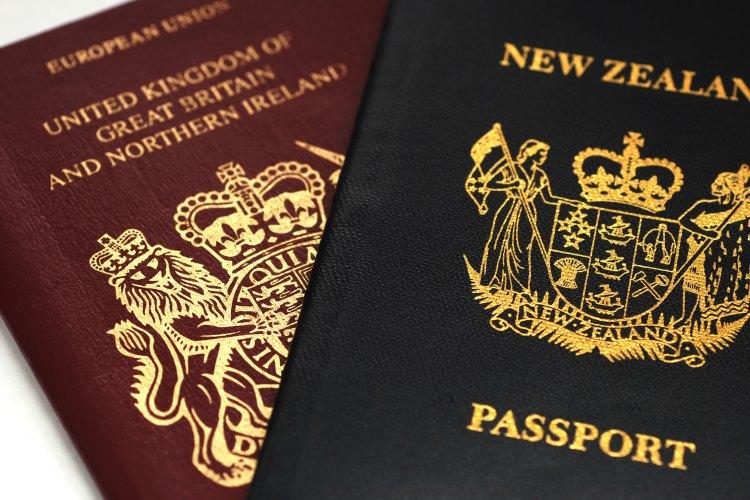 EUROPEAN UNION
UNITED KINGDOM OF
GREAT BRITAIN
AND NORTHERN IRELAND
NEW ZEALAN
NEW ZEALAND
PASSPORT